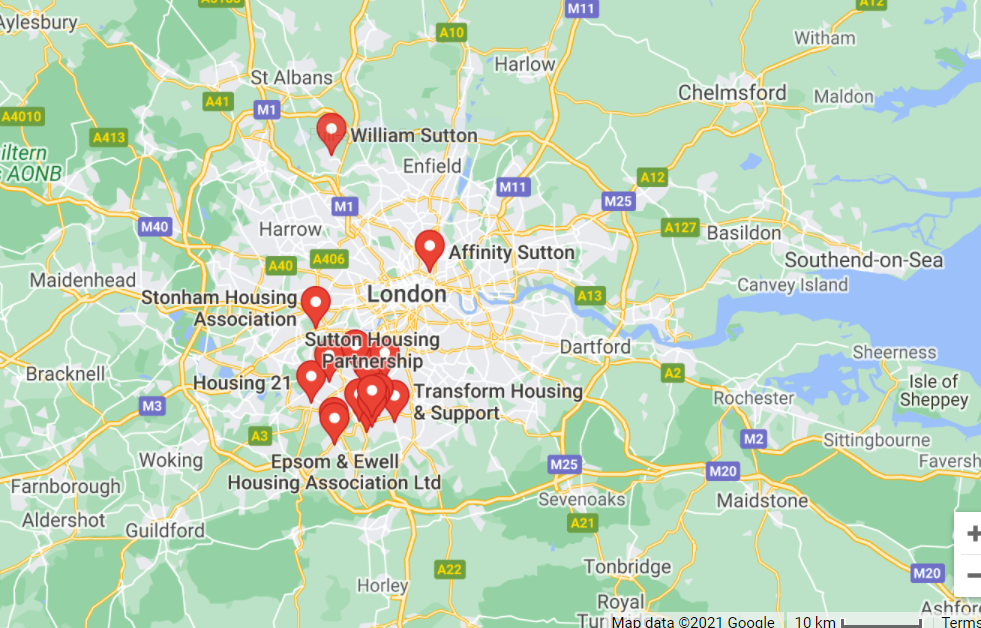 M11
A12
Aylesbury
A10
Witham
Harlow
St Albans
Chelmsford
Maldon
A41
M1
A4010
A413
William Sutton
Enfield
AONB
A12
M11
M25
M1
M40
Harrow
A127
Basildon
Affinity Sutton
A40
A406
Southend-on-Sea
Maidenhead
Canvey Island
London
A13
Stonham Housing
Association
Sutton Housing
Partnership
Dartford
Sheerness
Bracknell
Housing 21
A2
Isle of
Sheppey
Transform Housing
& Support
Rochester
M3
A3
M2
Sittingbourne
Woking
Epsom & Ewell
Housing Association Ltd
M25
M20
Faversh
Farnborough
Sevenoaks
Maidstone
Aldershot
Guildford
A21
A22
Tonbridge
M20
Horley
Royal
Ashfor
Map data ©2021 Google
10 km
Terms